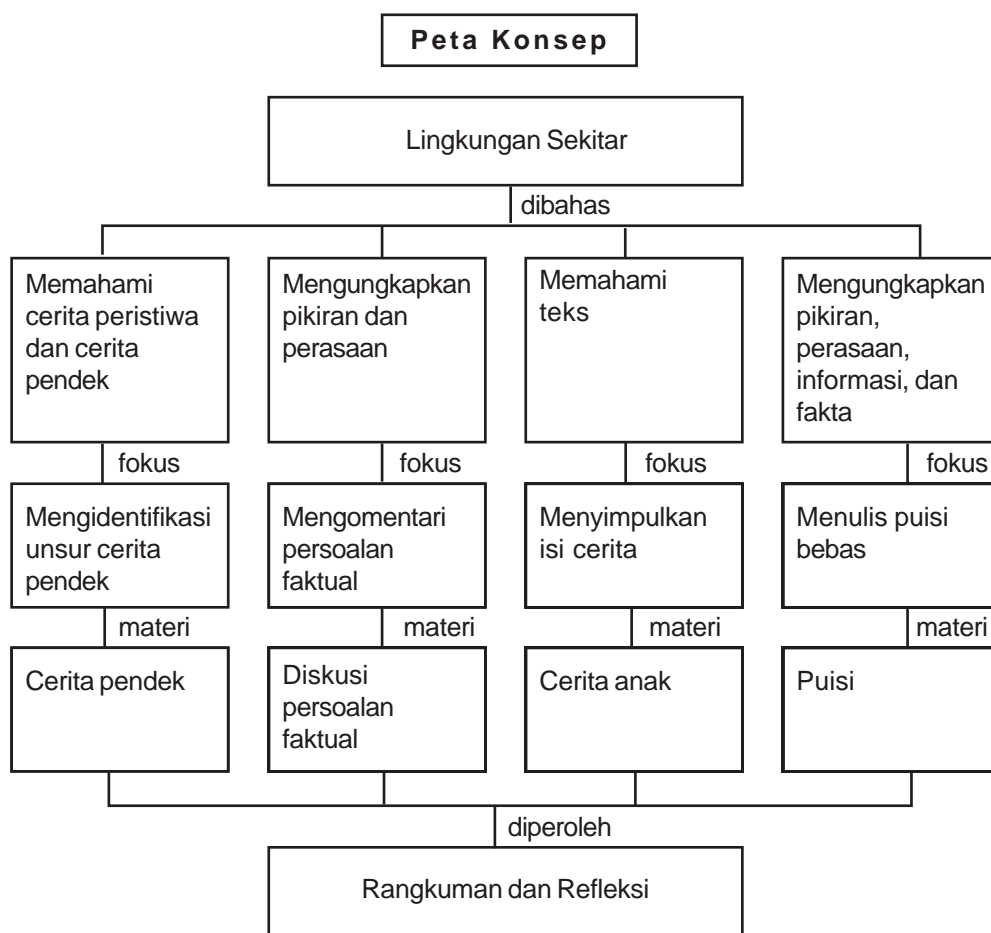 Peta Konsep
Lingkungan Sekitar
dibahas
Memahami
cerita peristiwa
dan cerita
pendek
Mengungkapkan
pikiran dan
perasaan
Memahami
teks
Mengungkapkan
pikiran,
perasaan,
informasi, dan
fakta
fokus
fokus
fokus
fokus
Mengidentifikasi
unsur cerita
pendek
Mengomentari
persoalan
faktual
Menyimpulkan
isi cerita
Menulis puisi
bebas
materi
materi
materi
materi
Cerita pendek
Diskusi
persoalan
faktual
Cerita anak
Puisi
diperoleh
Rangkuman dan Refleksi